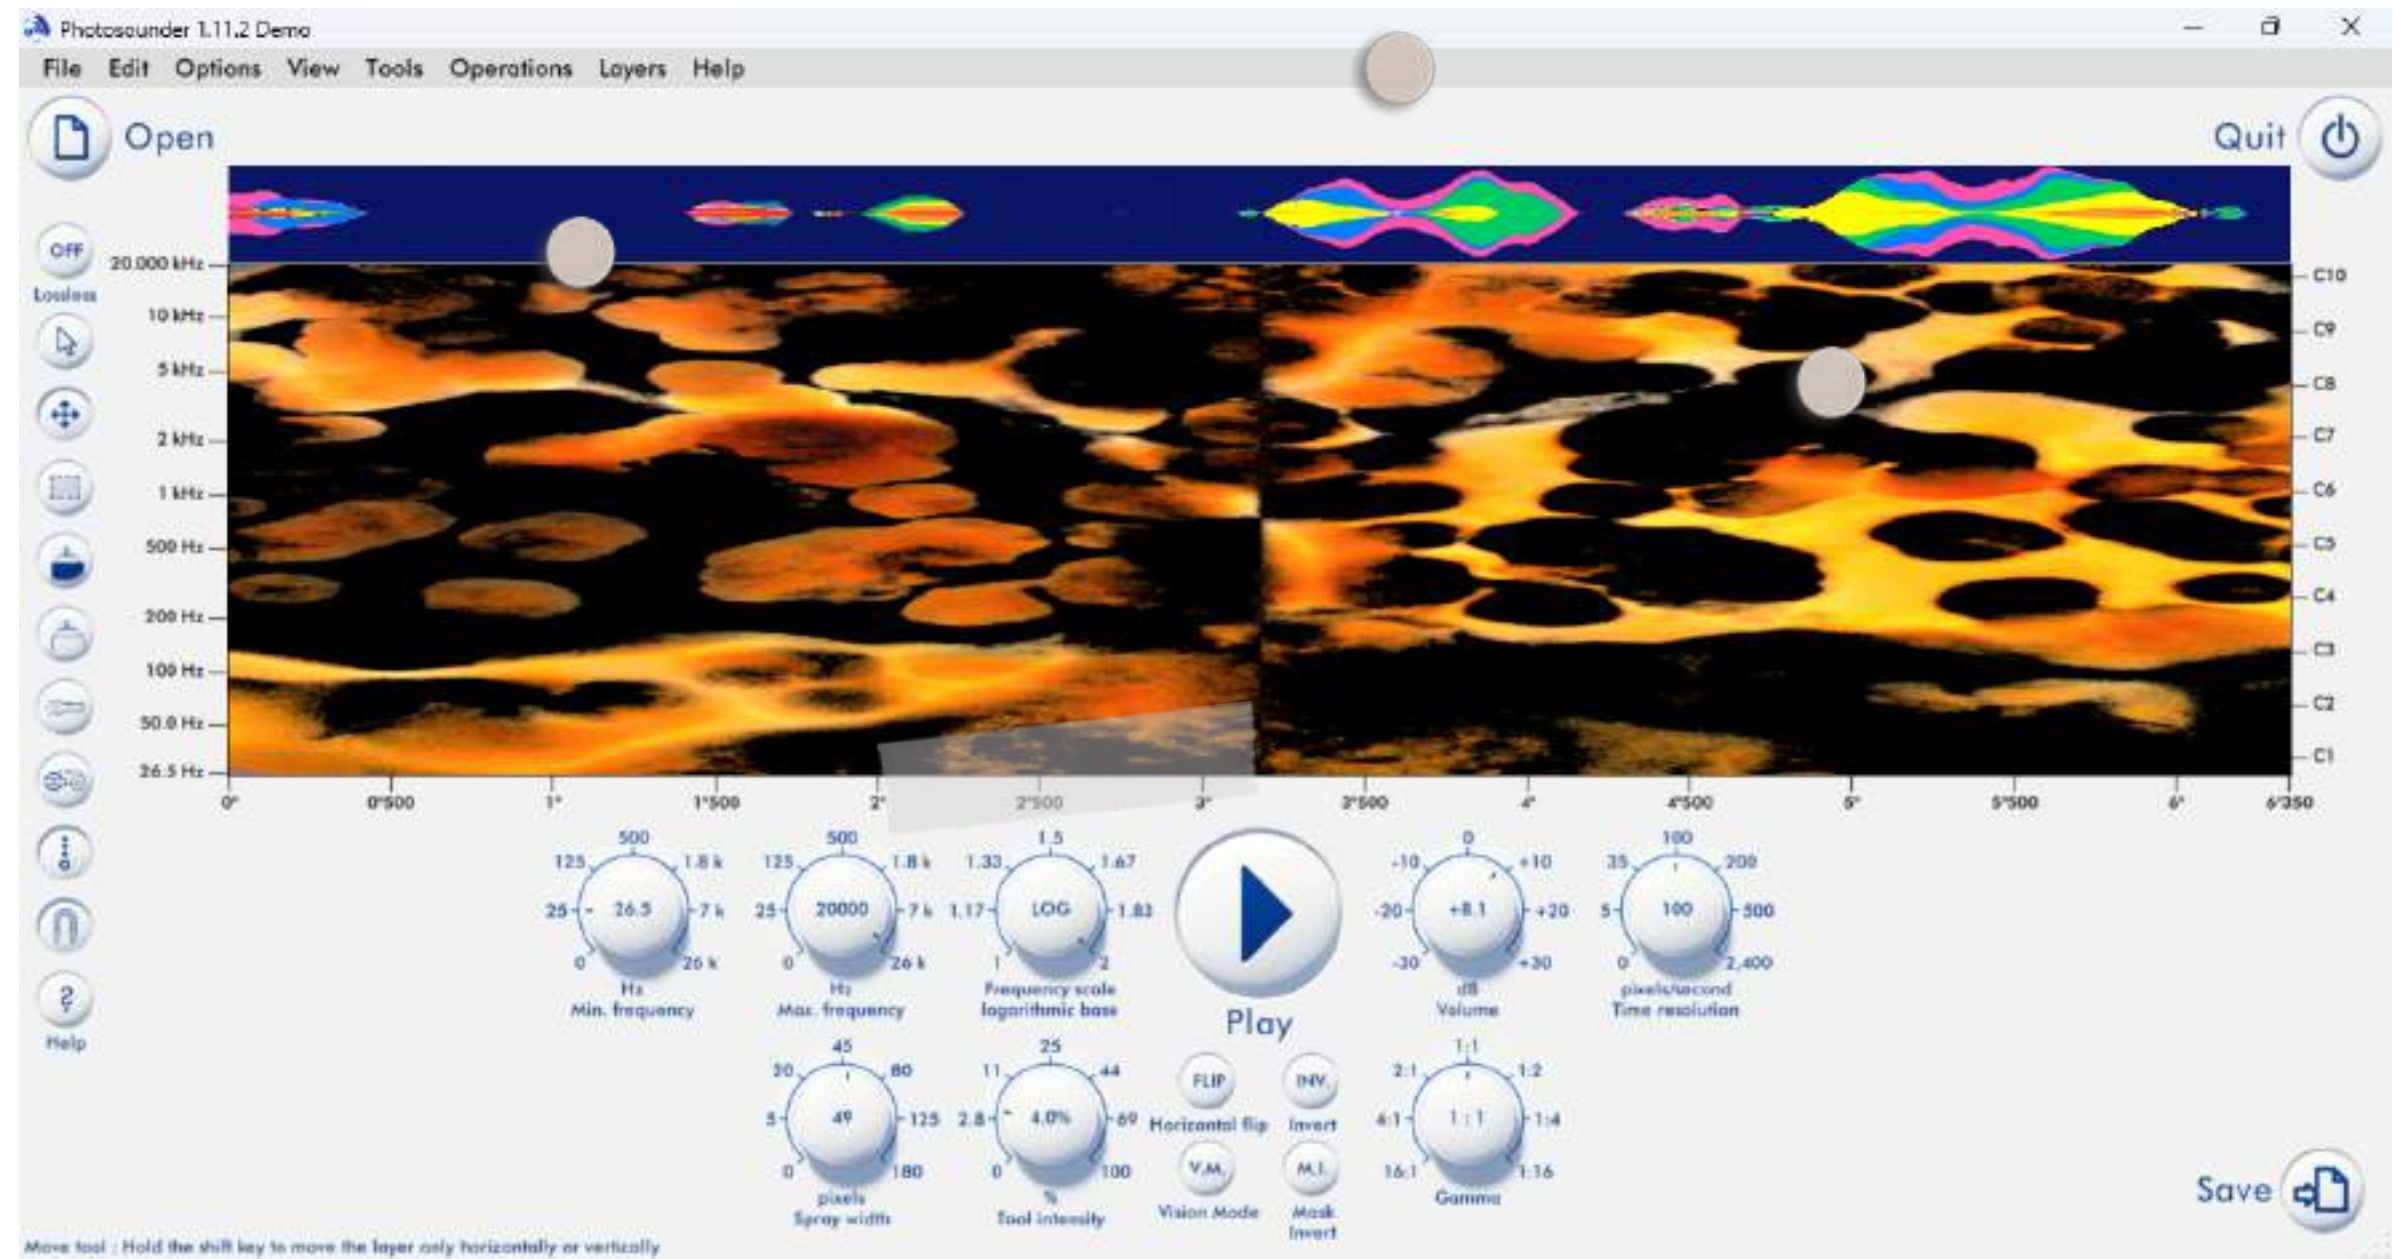 Photosounder 1.11.2 Demo
File Edit Options View Tools Operations Layers Help
Open
Quit
OFF
Lossless
20.000 kHz
10 kHz
5 kHz
2 kHz
1 kHz
500 Hz
200 Hz
100 Hz
50.0 Hz
26.5 Hz
C10
C9
C8
C7
C6
C5
C4
C3
C2
C1
0" 0"500 1" 1"500 2" 2"500 3" 3"500 4" 4"500 5" 5"500 6" 6"350
?
Help
500
125 1.8 k
25 26.5 7 k
0 26 k
Hz
Min. frequency
500
125 1.8 k
25 20000 7 k
0 26 k
Hz
Max. frequency
1.5
1.33 1.67
1.17 LOG 1.83
1 2
Frequency scale
logarithmic base
Play
0
-10 +10
-20 +8.1 +20
-30 +30
dB
Volume
100
35 200
5 100 500
0 2,400
pixels/second
Time resolution
45
20 80
5 49 125
0 180
pixels
Spray width
25
11 44
2.8 4.0% 69
0 100
%
Tool intensity
FLIP
Horizontal flip
INV.
Invert
V.M.
Vision Mode
M.I.
Mask
Invert
1:1
2:1 1:2
4:1 1:1 1:4
16:1 1:16
Gamma
Save
Move tool : Hold the shift key to move the layer only horizontally or vertically